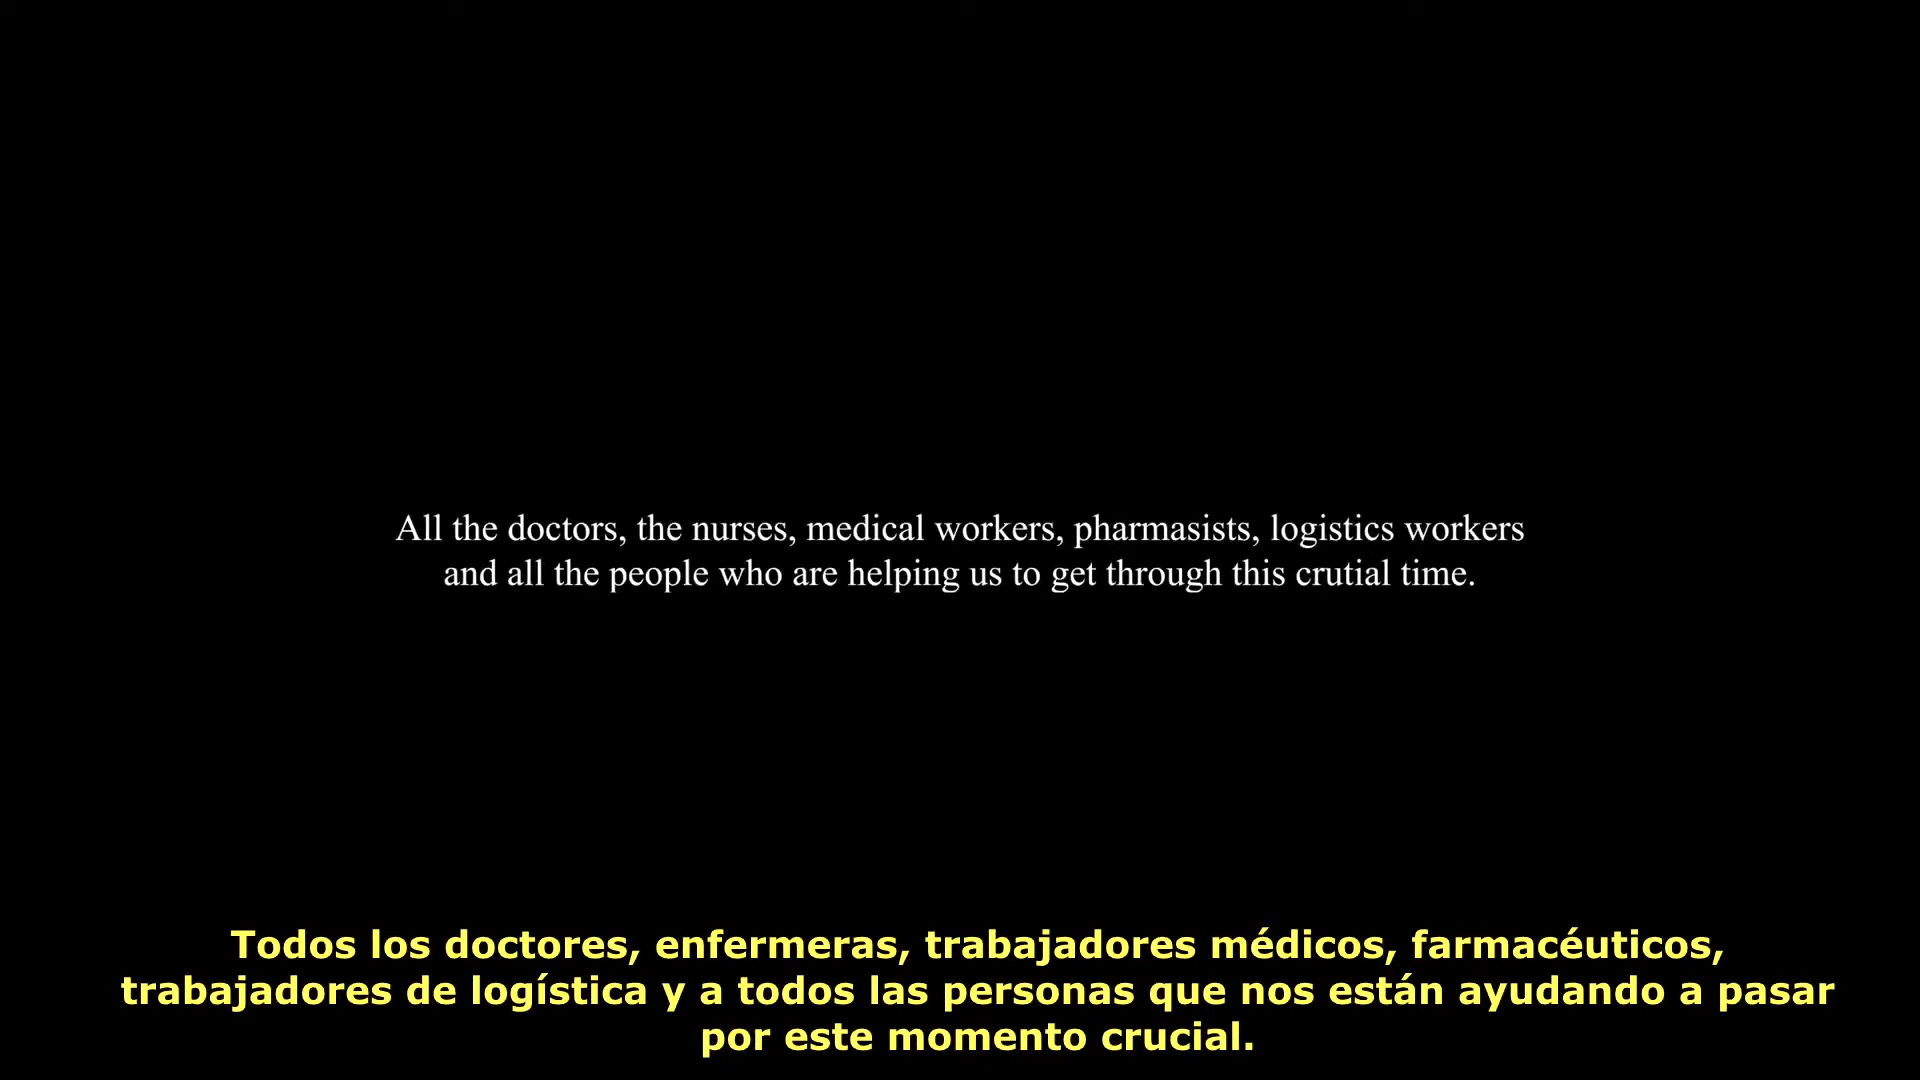 All the doctors, the nurses, medical workers, pharmasists, logistics workers
and all the people who are helping us to get through this crutial time.
Todos los doctores, enfermeras, trabajadores médicos, farmacéuticos,
trabajadores de logística y a todos las personas que nos están ayudando a pasar
por este momento crucial.